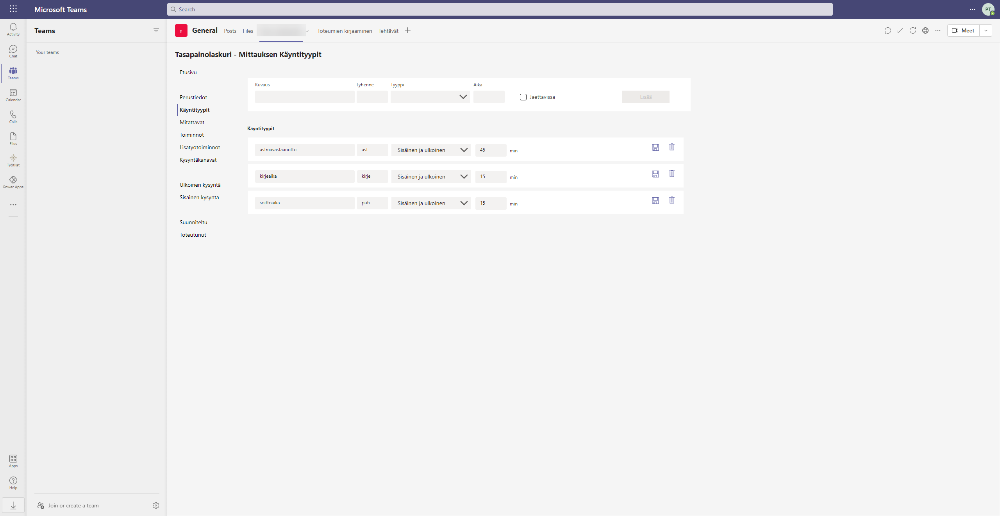 Microsoft Teams
Search
PT
Activity
Chat
Teams
Calendar
Calls
Files
Työtilat
Power Apps
Apps
Help
Teams
Your teams
Join or create a team
p General Posts Files Toteumien kirjaaminen Tehtävät
Meet
Tasapainolaskuri - Mittauksen Käyntityypit
Etusivu
Perustiedot
Käyntityypit
Mitattavat
Toiminnot
Lisätyötoiminnot
Kysyntäkanavat
Ulkoinen kysyntä
Sisäinen kysyntä
Suunniteltu
Toteutunut
Kuvaus Lyhenne Tyyppi Aika
Jaettavissa Lisää
Käyntityypit
astmavastaanotto ast Sisäinen ja ulkoinen 45 min
kirjeaika kirje Sisäinen ja ulkoinen 15 min
soittoaika puh Sisäinen ja ulkoinen 15 min